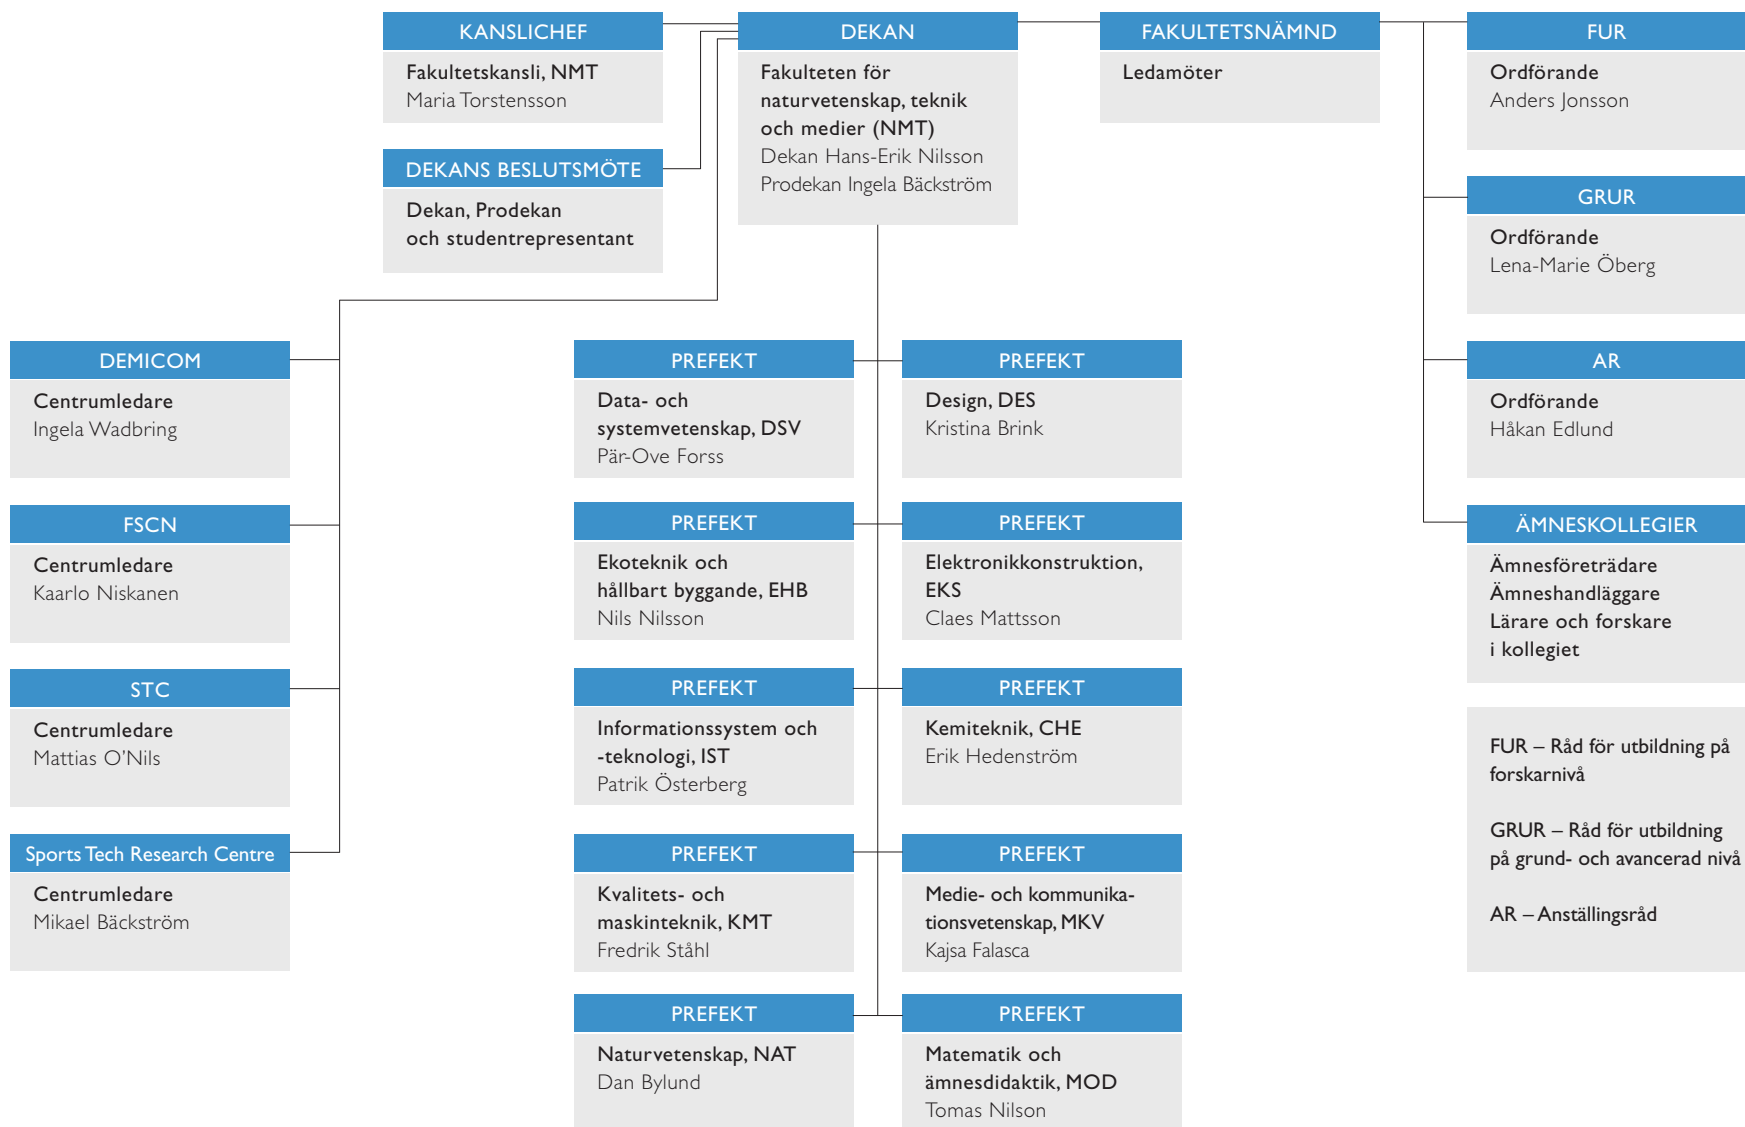 KANSLICHEF
Fakultetskansli, NMT
Maria Torstensson
DEKANS BESLUTSMÖTE
Dekan, Prodekan
och studentrepresentant
DEKAN
Fakulteten för
naturvetenskap, teknik
och medier (NMT)
Dekan Hans-Erik Nilsson
Prodekan Ingela Bäckström
FAKULTETSNÄMND
Ledamöter
FUR
Ordförande
Anders Jonsson
GRUR
Ordförande
Lena-Marie Öberg
AR
Ordförande
Håkan Edlund
ÄMNESKOLLEGIER
Ämnesföreträdare
Ämneshandläggare
Lärare och forskare
i kollegiet
FUR – Råd för utbildning på
forskarnivå
GRUR – Råd för utbildning
på grund- och avancerad nivå
AR – Anställingsråd
DEMICOM
Centrumledare
Ingela Wadbring
FSCN
Centrumledare
Kaarlo Niskanen
STC
Centrumledare
Mattias O’Nils
Sports Tech Research Centre
Centrumledare
Mikael Bäckström
PREFEKT
Data- och
systemvetenskap, DSV
Pär-Ove Forss
PREFEKT
Design, DES
Kristina Brink
PREFEKT
Ekoteknik och
hållbart byggande, EHB
Nils Nilsson
PREFEKT
Elektronikkonstruktion,
EKS
Claes Mattsson
PREFEKT
Informationssystem och
-teknologi, IST
Patrik Österberg
PREFEKT
Kemiteknik, CHE
Erik Hedenström
PREFEKT
Kvalitets- och
maskinteknik, KMT
Fredrik Ståhl
PREFEKT
Medie- och kommunika-
tionsvetenskap, MKV
Kajsa Falasca
PREFEKT
Naturvetenskap, NAT
Dan Bylund
PREFEKT
Matematik och
ämnesdidaktik, MOD
Tomas Nilson